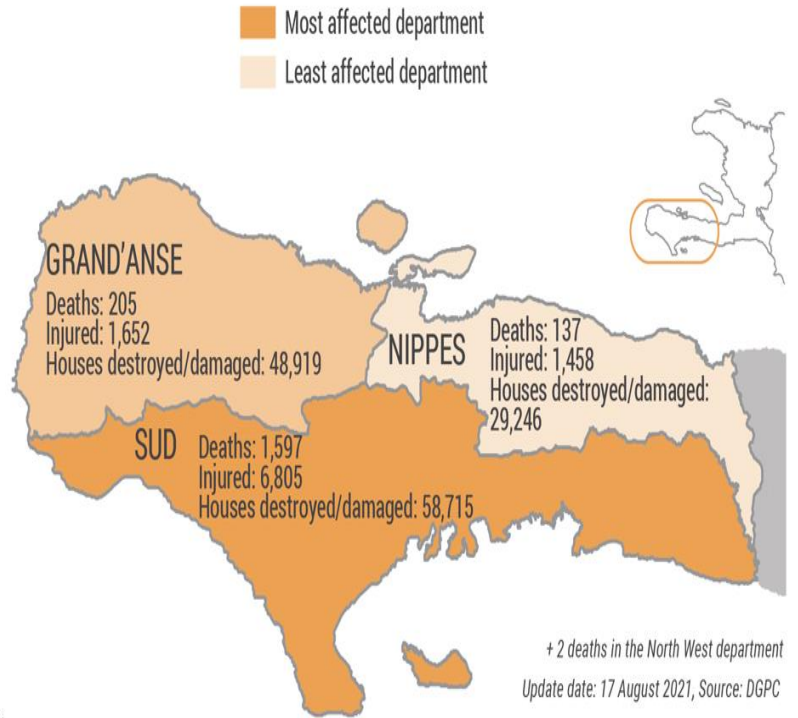 Most affected department
Least affected department
GRAND'ANSE
Deaths: 205
Injured: 1,652
Houses destroyed/damaged: 48,919
NIPPES
Deaths: 137
Injured: 1,458
Houses destroyed/damaged:
29,246
SUD
Deaths: 1,597
Injured: 6,805
Houses destroyed/damaged: 58,715
+ 2 deaths in the North West department
Update date: 17 August 2021, Source: DGPC